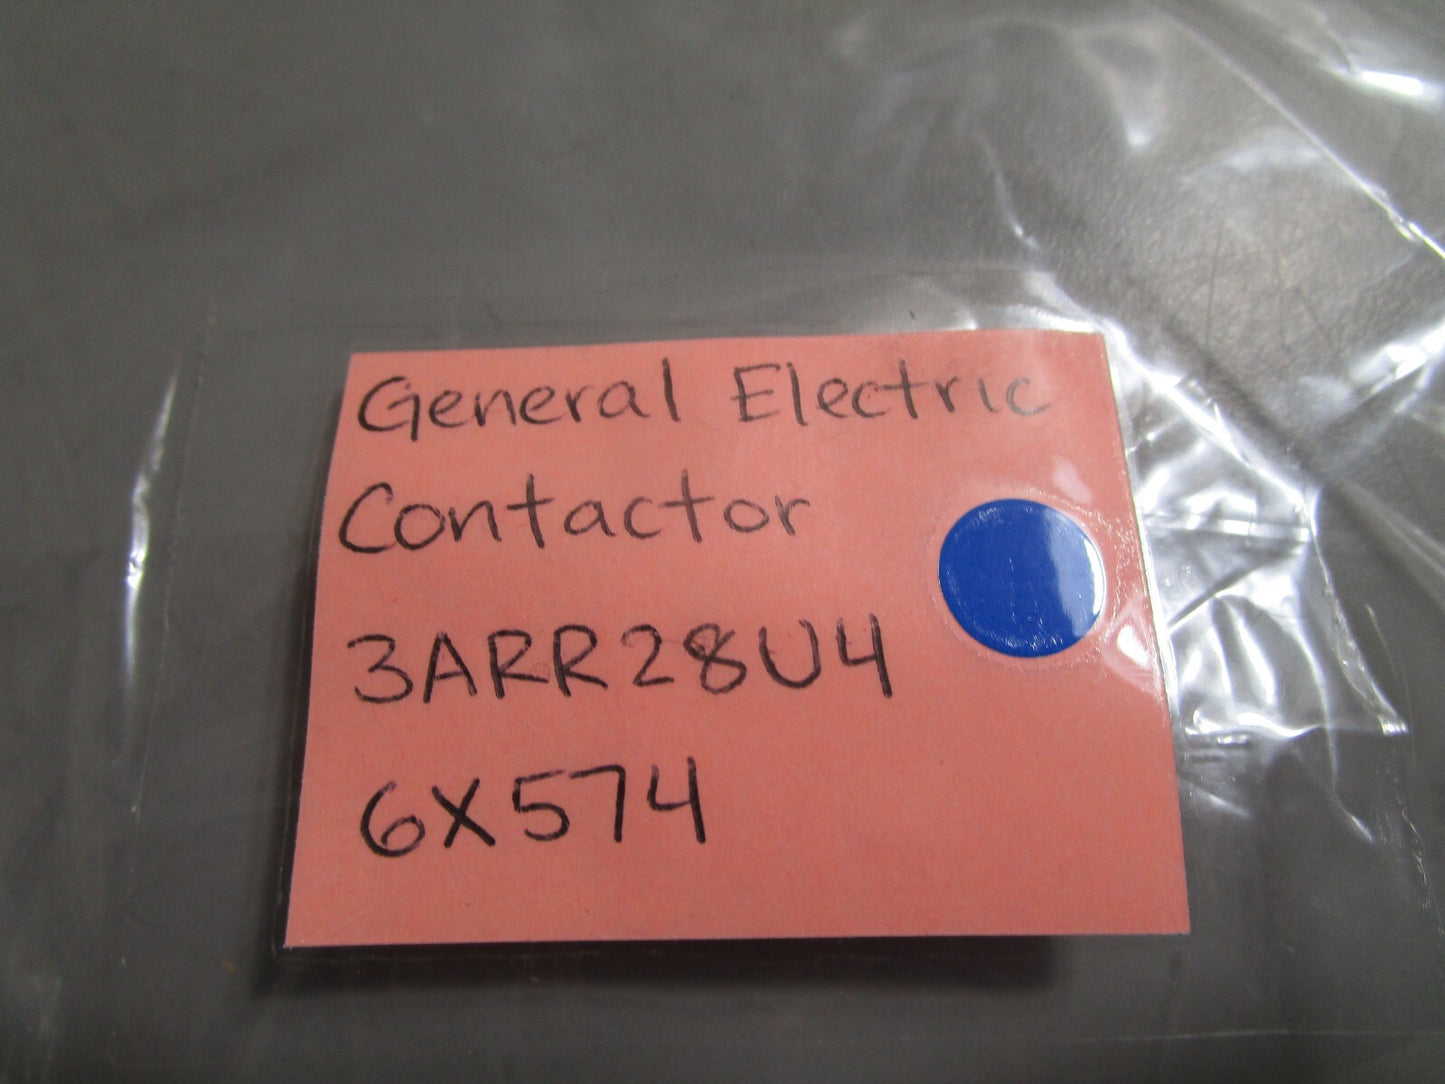 General Electric
Contactor
3ARR28U4
6X574